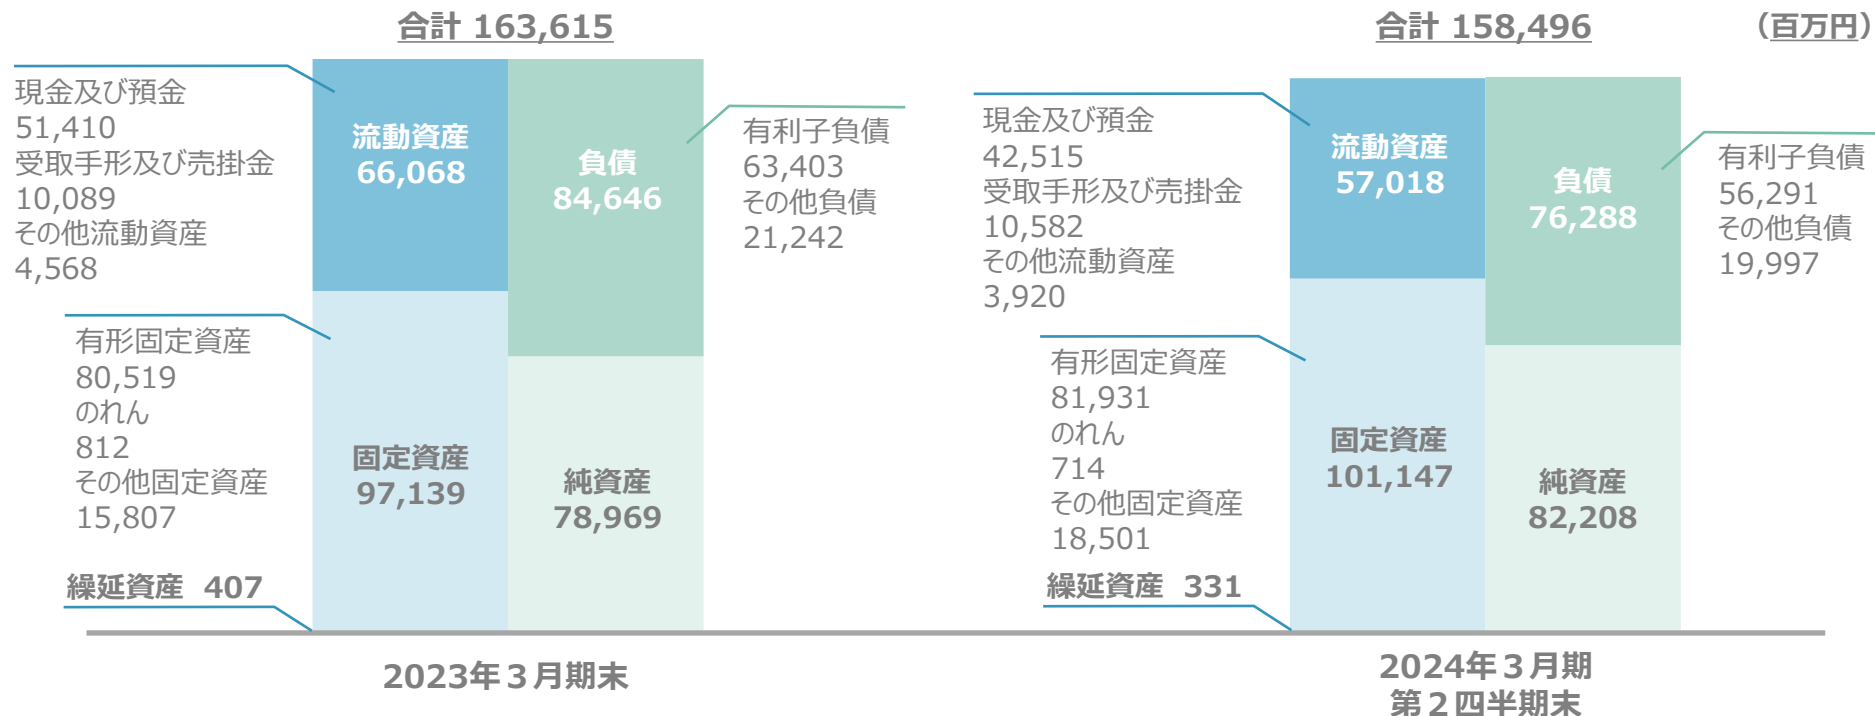 合計 163,615
現金及び預金
51,410
受取手形及び売掛金
10,089
その他流動資産
4,568
有形固定資産
80,519
のれん
812
その他固定資産
15,807
繰延資産 407
流動資産
66,068
固定資産
97,139
負債
84,646
純資産
78,969
有利子負債
63,403
その他負債
21,242
2023年３月期末
合計 158,496
（百万円）
現金及び預金
42,515
受取手形及び売掛金
10,582
その他流動資産
3,920
有形固定資産
81,931
のれん
714
その他固定資産
18,501
繰延資産 331
流動資産
57,018
固定資産
101,147
負債
76,288
純資産
82,208
有利子負債
56,291
その他負債
19,997
2024年３月期
第２四半期末